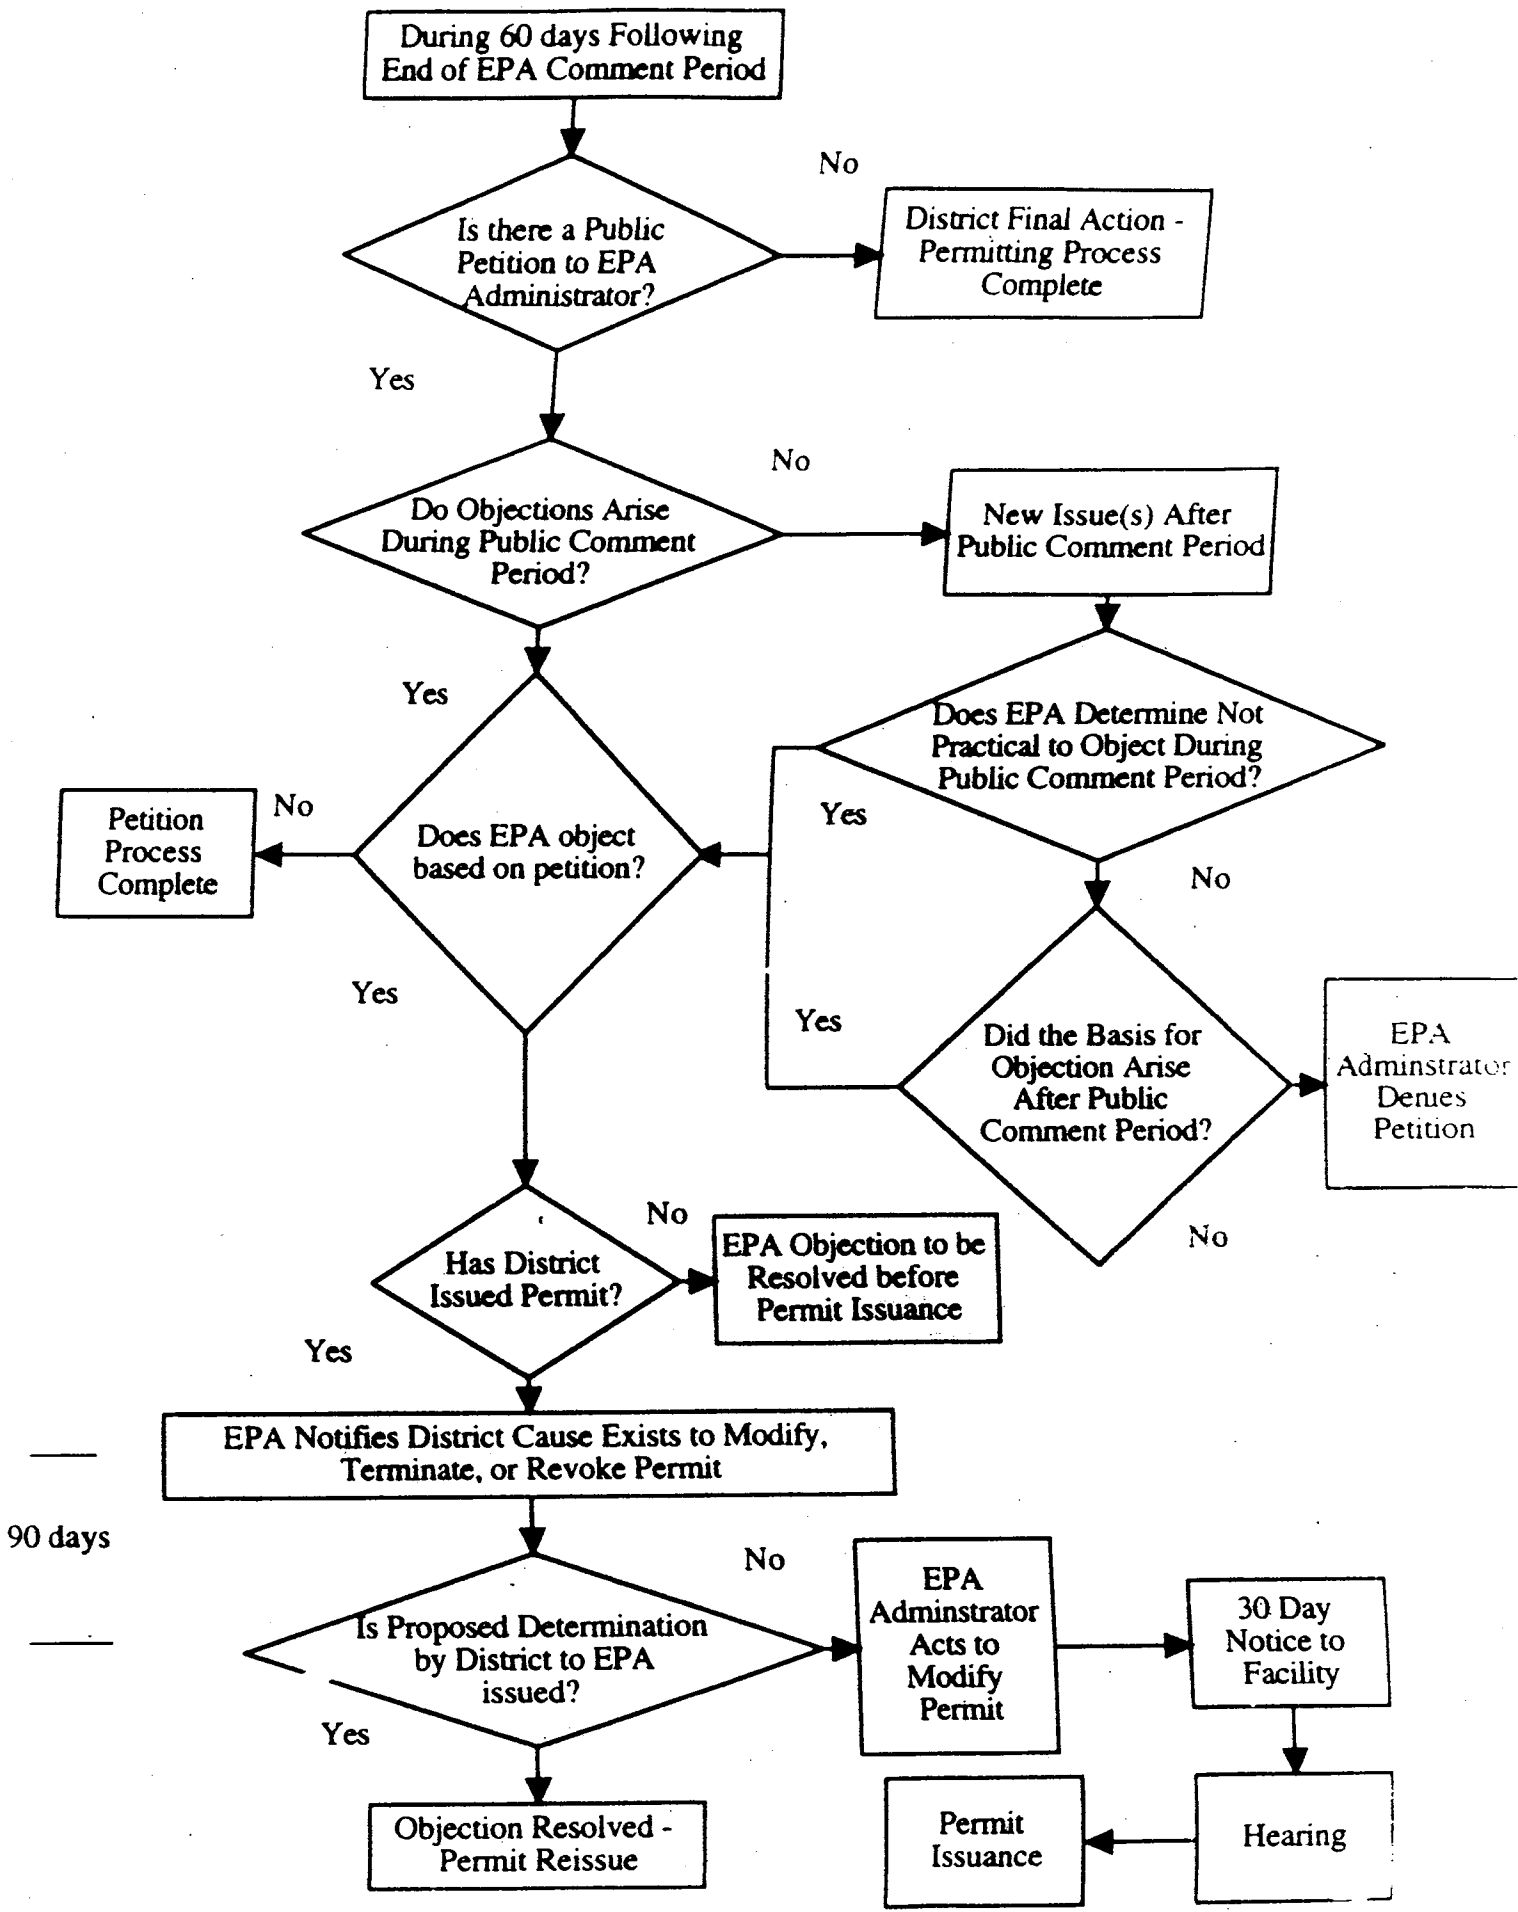 During 60 days Following
End of EPA Comment Period
No
Is there a Public
Petition to EPA
Administrator?
District Final Action -
Permitting Process
Complete
Yes
No
Do Objections Arise
During Public Comment
Period?
New Issue(s) After
Public Comment Period
Yes
Does EPA Determine Not
Practical to Object During
Public Comment Period?
Yes
No
Petition
Process
Complete
Does EPA object
based on petition?
No
Yes
Yes
Did the Basis for
Objection Arise
After Public
Comment Period?
EPA
Adminstrator
Denies
Petition
No
No
Has District
Issued Permit?
EPA Objection to be
Resolved before
Permit Issuance
Yes
EPA Notifies District Cause Exists to Modify,
Terminate, or Revoke Permit
90 days
No
Is Proposed Determination
by District to EPA
issued?
EPA
Adminstrator
Acts to
Modify
Permit
30 Day
Notice to
Facility
Yes
Objection Resolved -
Permit Reissue
Permit
Issuance
Hearing